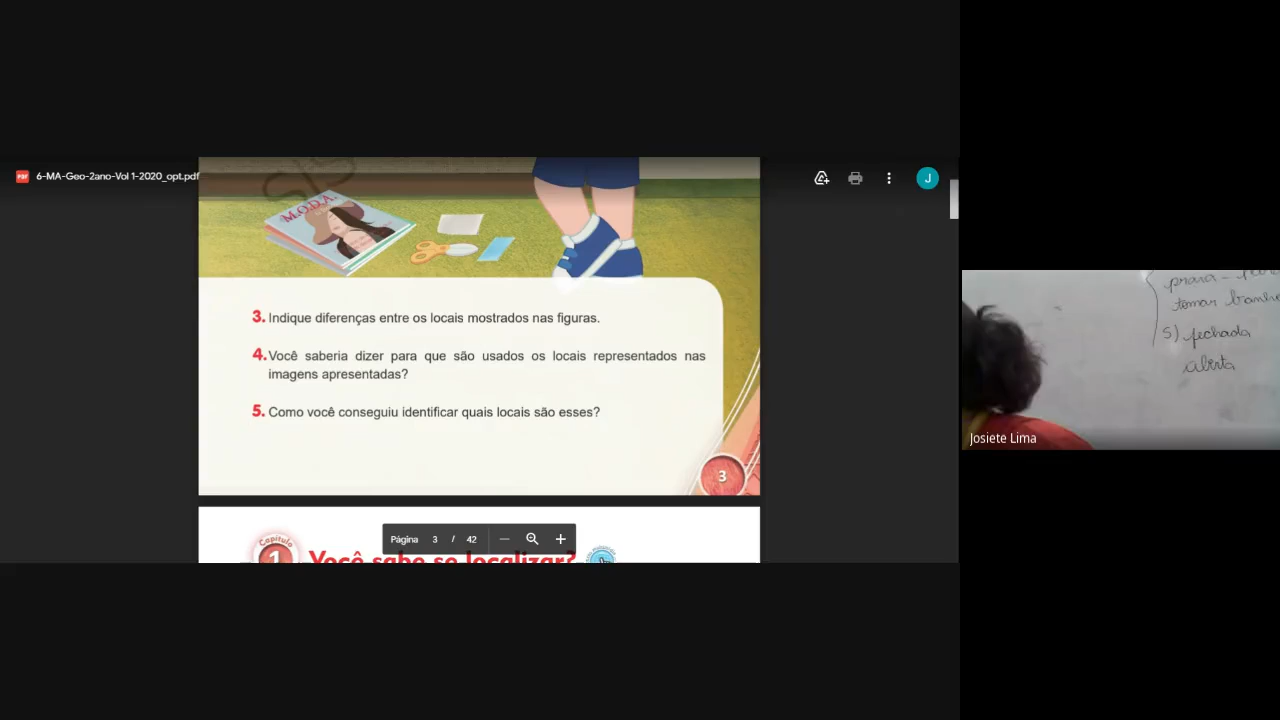 6-MA-Geo-2ano-Vol 1-2020_opt.pdf
J
SIS
M.O.D.A.
3. Indique diferenças entre os locais mostrados nas figuras.
4. Você saberia dizer para que são usados os locais representados nas
imagens apresentadas?
5. Como você conseguiu identificar quais locais são esses?
3
Página 3 / 42
Capítulo
1 Você sabe se localizar?
praia -
tomar banho
5) fechada
aberta
Josiete Lima